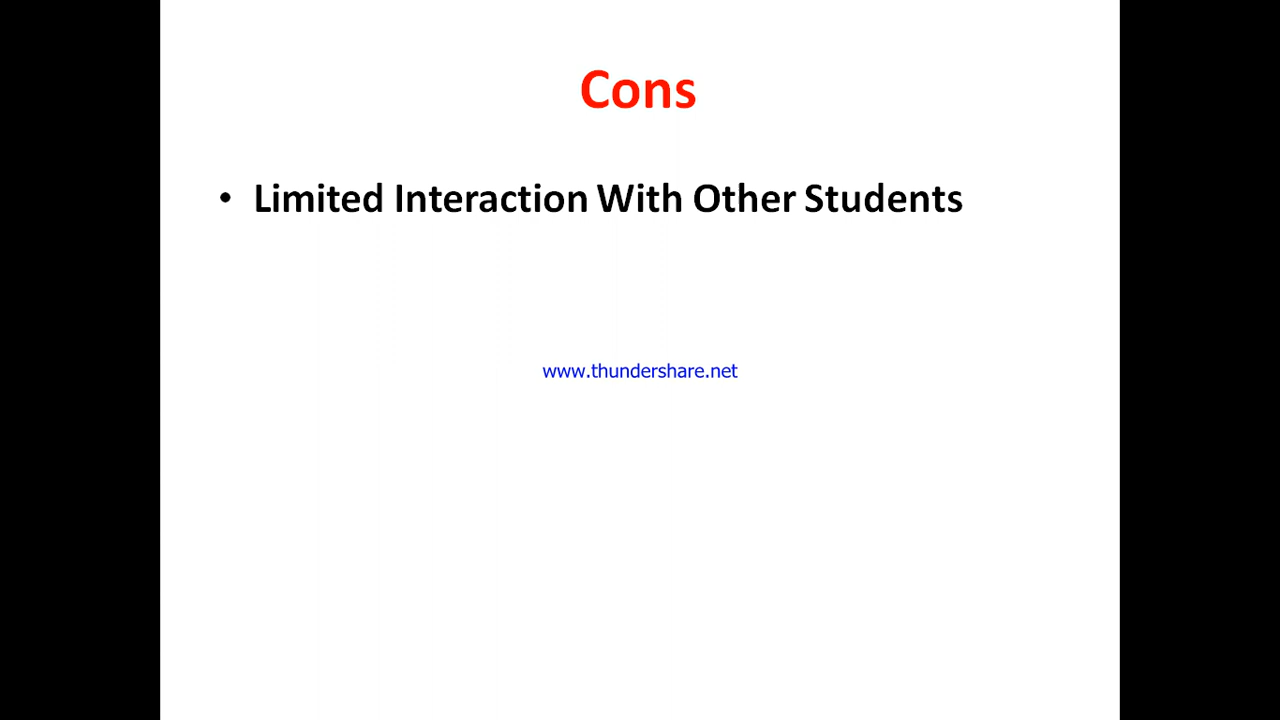 Cons
• Limited Interaction With Other Students
www.thundershare.net